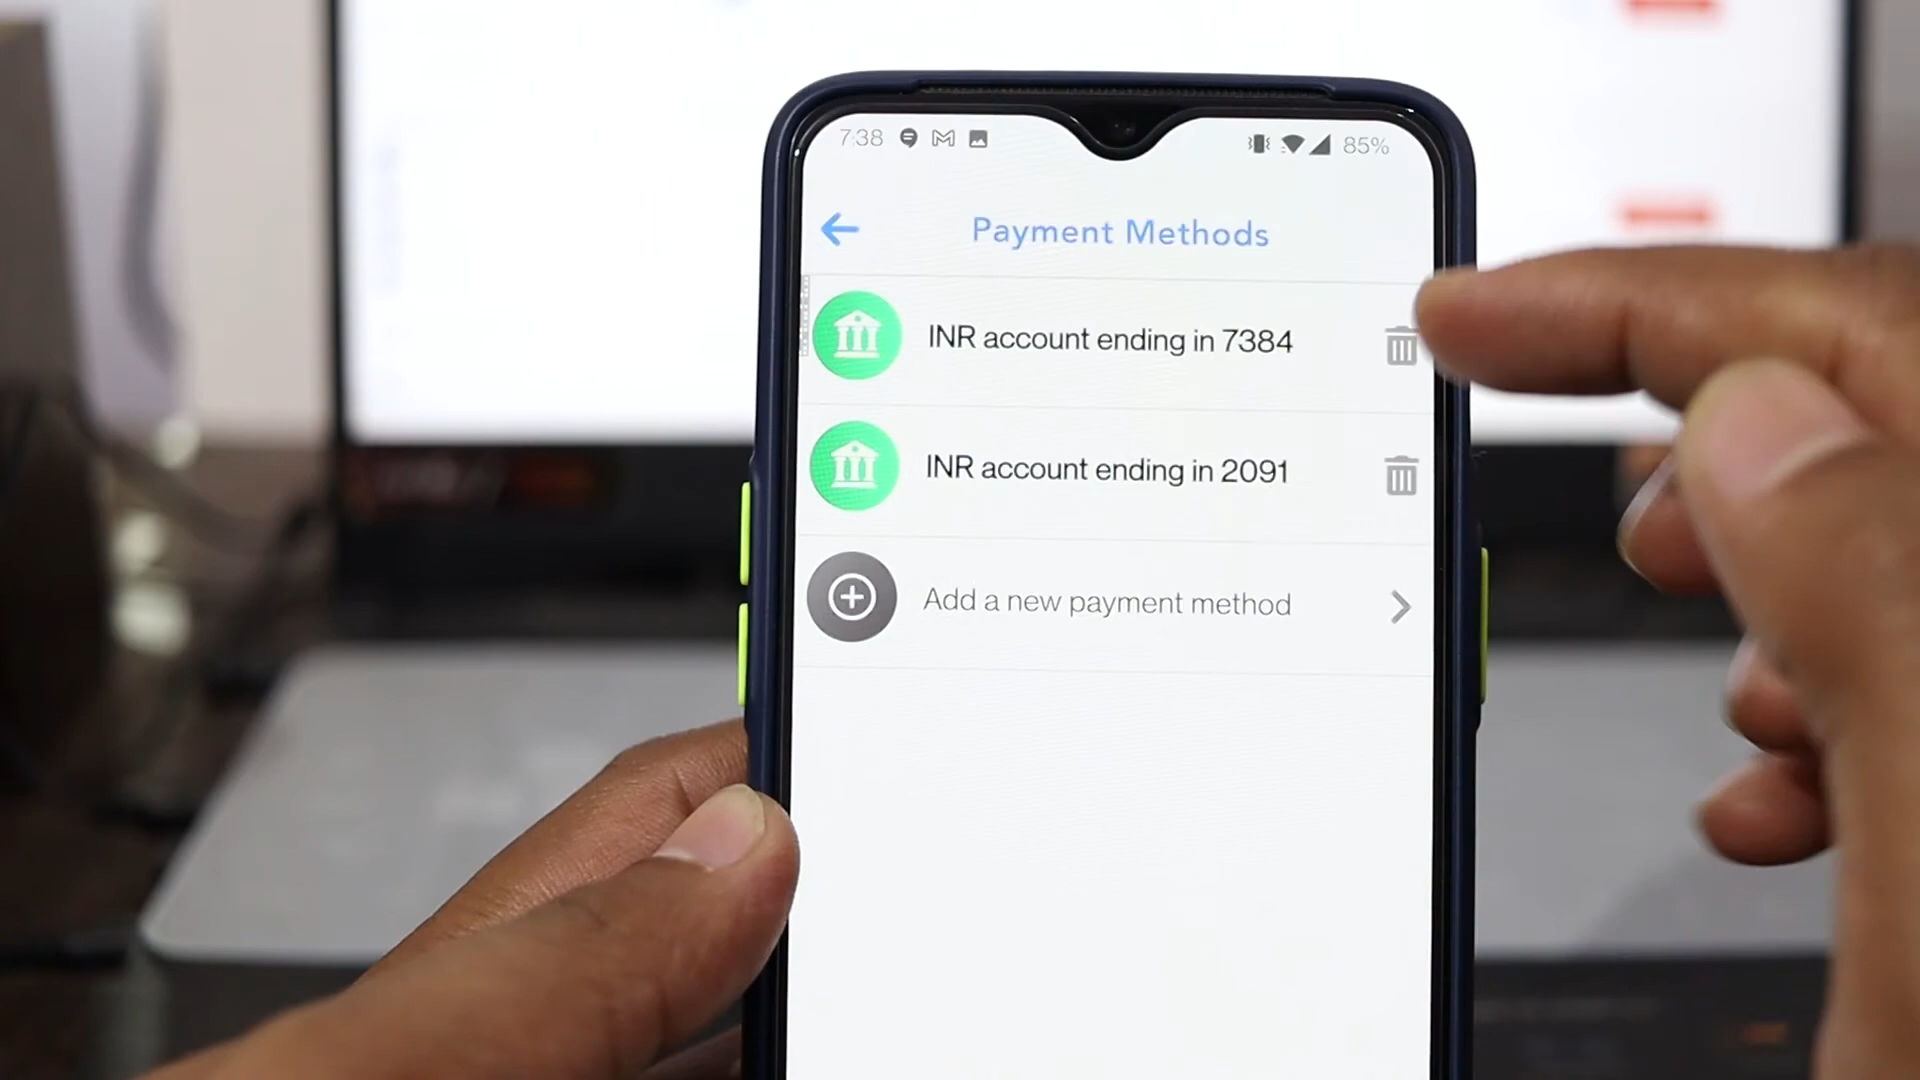 7:38 85%
Payment Methods
INR account ending in 7384
INR account ending in 2091
Add a new payment method